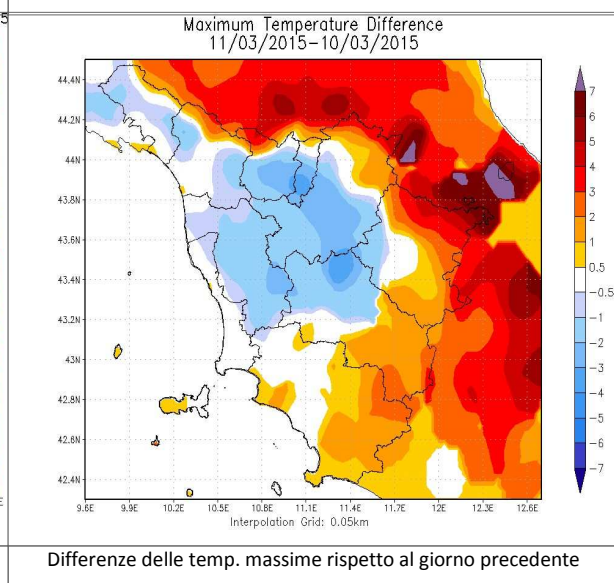 5
Maximum Temperature Difference
11/03/2015-10/03/2015
44.4N
44.2N
44N
43.8N
43.6N
43.4N
43.2N
43N
42.8N
42.6N
42.4N
9.6E 9.9E 10.2E 10.5E 10.8E 11.1E 11.4E 11.7E 12E 12.3E 12.6E
7
6
5
4
3
2
1
0.5
-0.5
-1
-2
-3
-4
-5
-6
-7
E
Interpolation Grid: 0.05km
Differenze delle temp. massime rispetto al giorno precedente